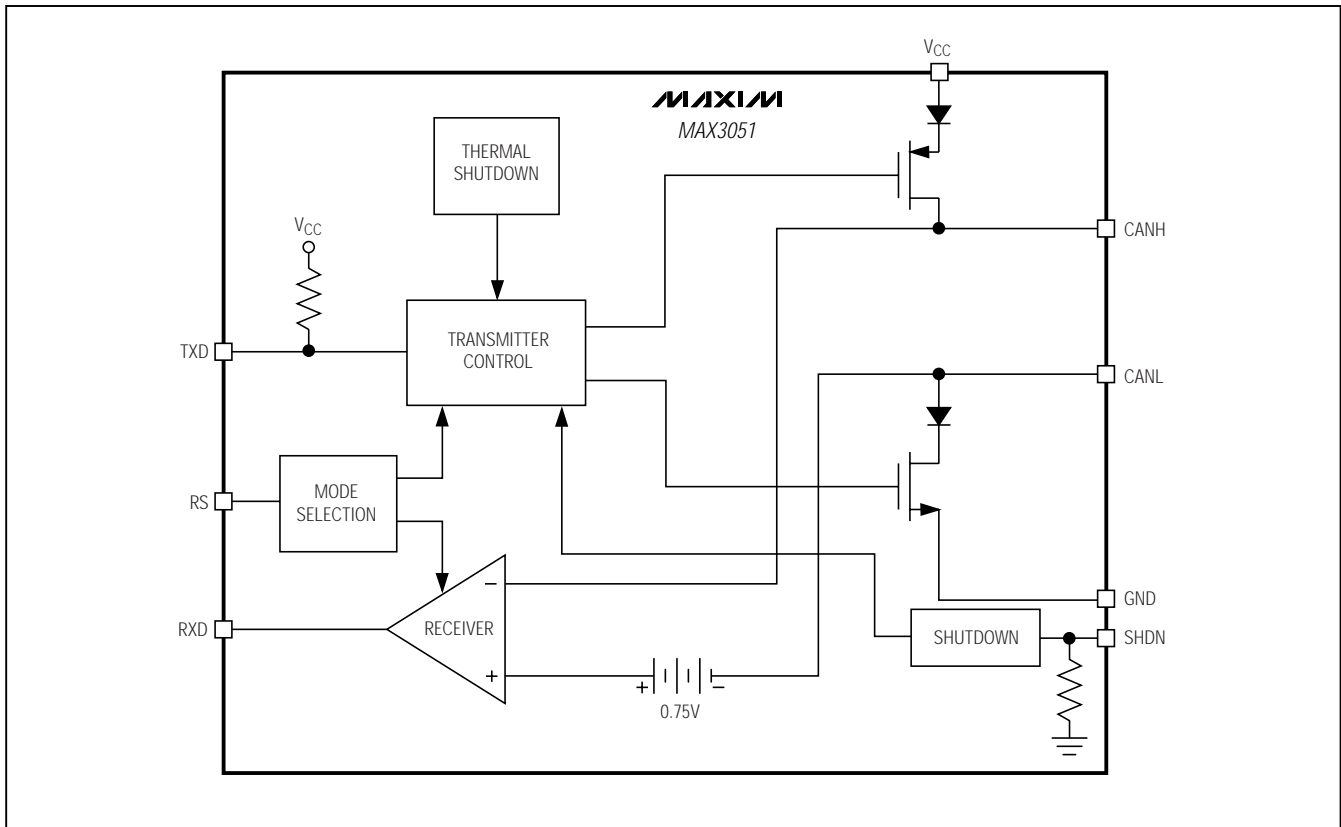 VCC
MAXIM
MAX3051
THERMAL
SHUTDOWN
VCC
CANH
TXD
TRANSMITTER
CONTROL
CANL
RS
MODE
SELECTION
RXD
RECEIVER
−
+
+
−
0.75V
GND
SHUTDOWN
SHDN